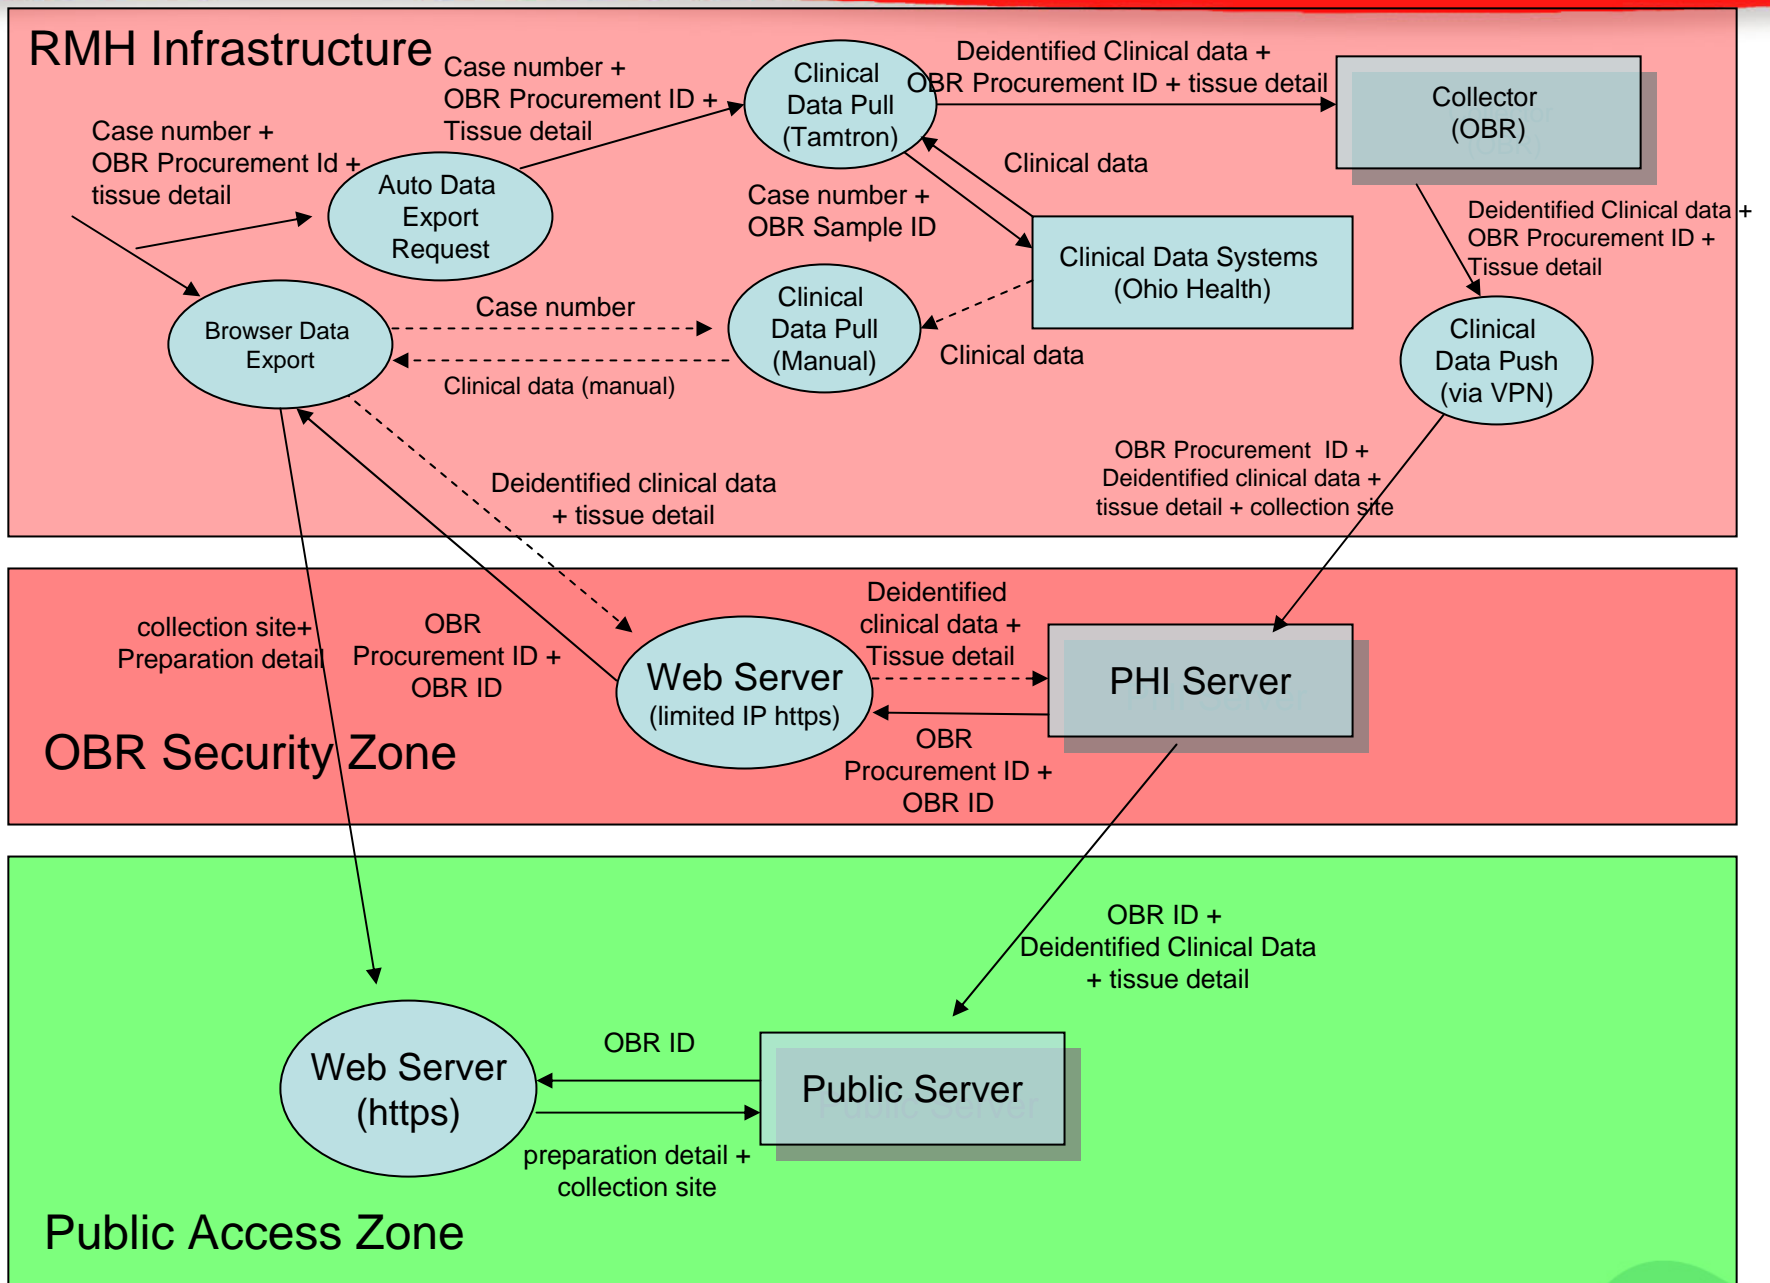 RMH Infrastructure
Case number +
OBR Procurement Id +
tissue detail
Case number +
OBR Procurement ID +
Tissue detail
Auto Data
Export
Request
Clinical
Data Pull
(Tamtron)
Deidentified Clinical data +
OBR Procurement ID + tissue detail
Collector
(OBR)
Clinical data
Case number +
OBR Sample ID
Clinical Data Systems
(Ohio Health)
Deidentified Clinical data +
OBR Procurement ID +
Tissue detail
Browser Data
Export
Case number
Clinical data (manual)
Clinical
Data Pull
(Manual)
Clinical data
Clinical
Data Push
(via VPN)
Deidentified clinical data
+ tissue detail
OBR Procurement ID +
Deidentified clinical data +
tissue detail + collection site
collection site+
Preparation detail
OBR
Procurement ID +
OBR ID
Web Server
(limited IP https)
Deidentified
clinical data +
Tissue detail
PHI Server
OBR
Procurement ID +
OBR ID
OBR Security Zone
OBR ID +
Deidentified Clinical Data
+ tissue detail
Web Server
(https)
OBR ID
Public Server
preparation detail +
collection site
Public Access Zone